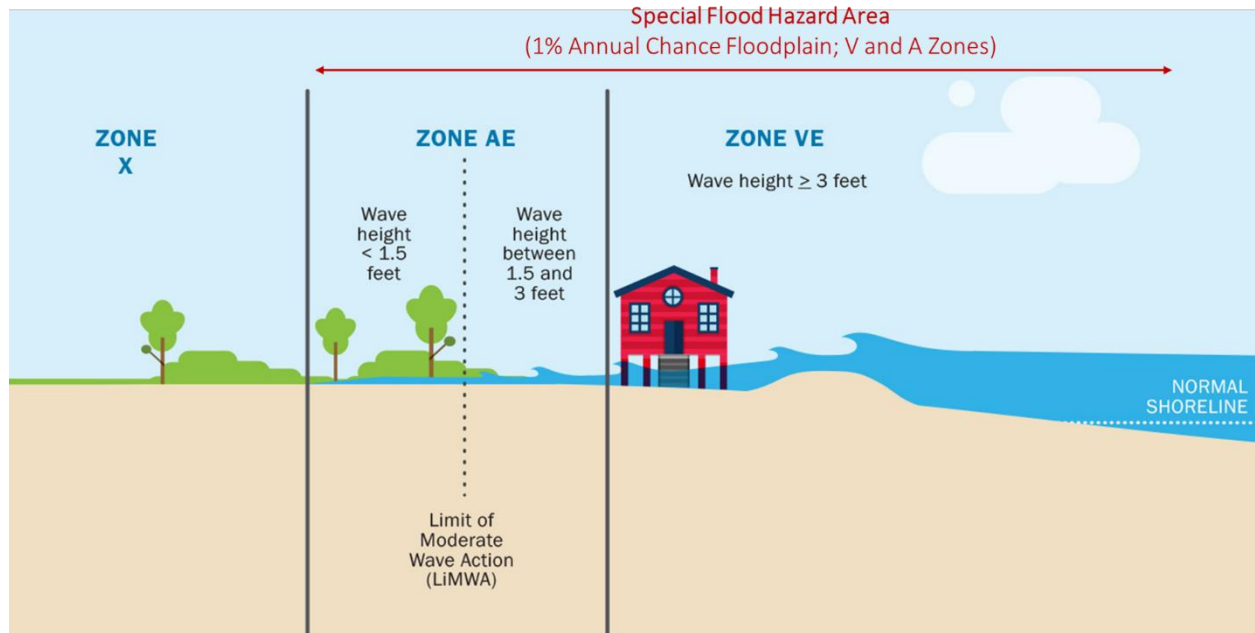 Special Flood Hazard Area
(1% Annual Chance Floodplain; V and A Zones)
ZONE
X
ZONE AE
ZONE VE
Wave height ≥ 3 feet
Wave
height
< 1.5
feet
Wave
height
between
1.5 and
3 feet
NORMAL
SHORELINE
Limit of
Moderate
Wave Action
(LiMWA)